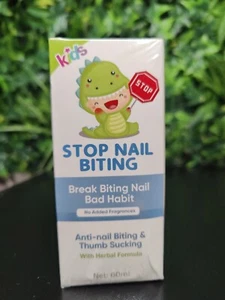 kids
STOP
STOP NAIL
BITING
Break Biting Nail
Bad Habit
No Added Fragrances
Anti-nail Biting &
Thumb Sucking
With Herbal Formula
Net: 60ml